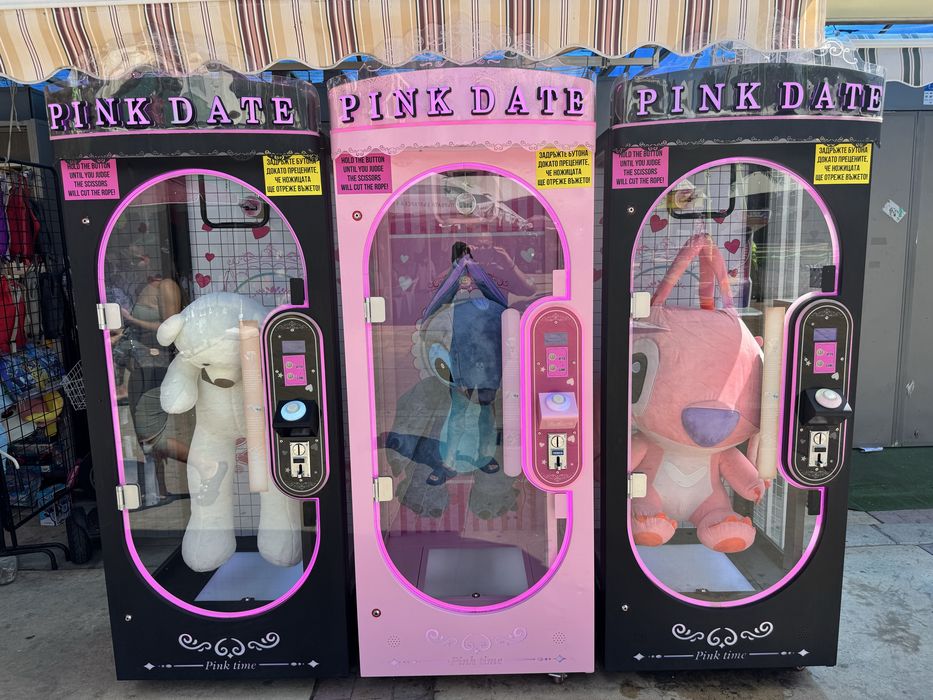 PINK DATE
HOLD THE BUTTON
UNTIL YOU JUDGE
THE SCISSORS
WILL CUT THE ROPE!
ЗАДРЪЖТЕ БУТОНА
ДОКАТО ПРЕЦЕНИТЕ,
ЧЕ НОЖИЦАТА
ЩЕ ОТРЕЖЕ ВЪЖЕТО!
Pink time
PINK DATE
HOLD THE BUTTON
UNTIL YOU JUDGE
THE SCISSORS
WILL CUT THE ROPE!
ЗАДРЪЖТЕ БУТОНА
ДОКАТО ПРЕЦЕНИТЕ,
ЧЕ НОЖИЦАТА
ЩЕ ОТРЕЖЕ ВЪЖЕТО!
Pink time
PINK DATE
HOLD THE BUTTON
UNTIL YOU JUDGE
THE SCISSORS
WILL CUT THE ROPE!
ЗАДРЪЖТЕ БУТОНА
ДОКАТО ПРЕЦЕНИТЕ,
ЧЕ НОЖИЦАТА
ЩЕ ОТРЕЖЕ ВЪЖЕТО!
Pink time